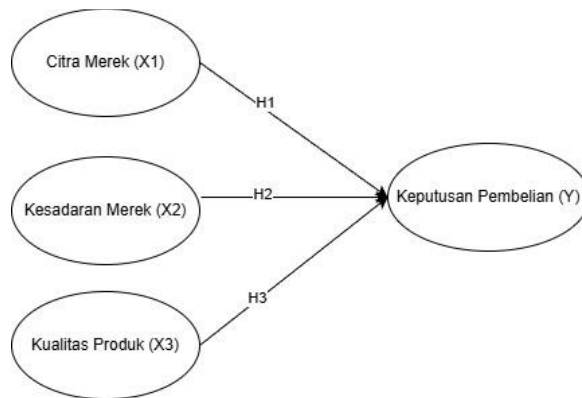 Citra Merek (X1)
H1
Kesadaran Merek (X2)
H2
Keputusan Pembelian (Y)
H3
Kualitas Produk (X3)